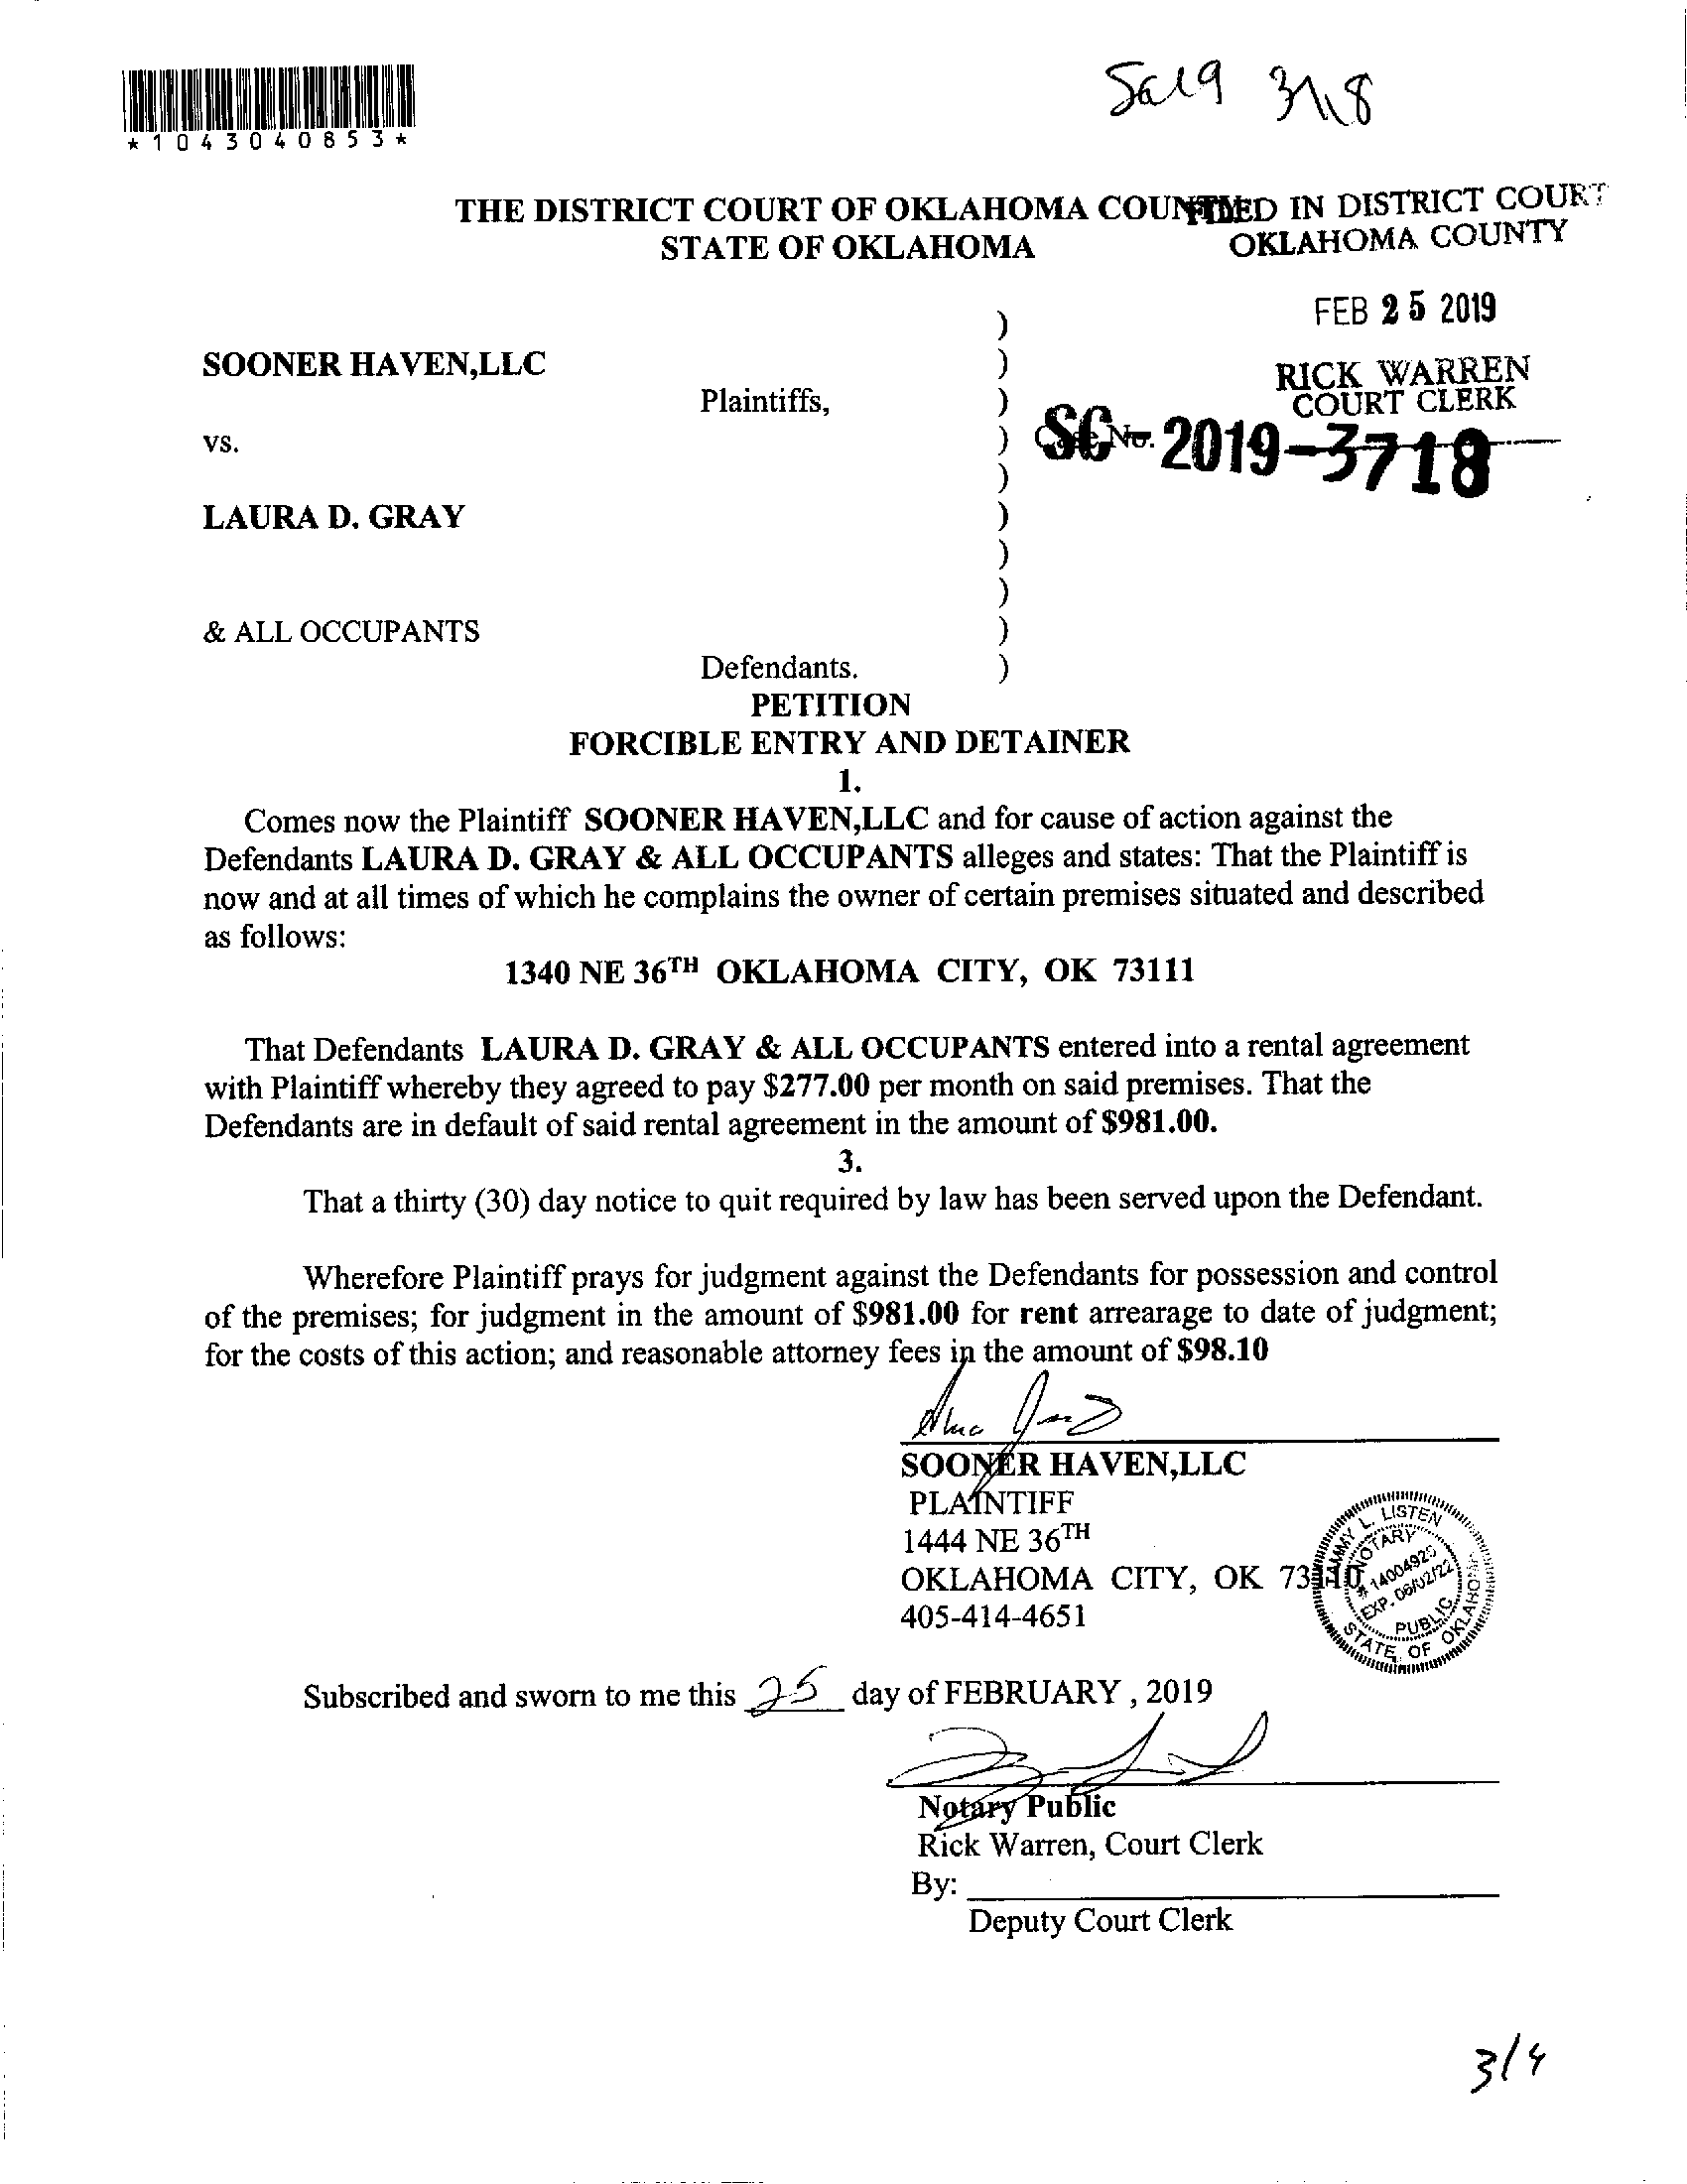 *1043040853*
THE DISTRICT COURT OF OKLAHOMA COUNTY
FILED IN DISTRICT COURT
STATE OF OKLAHOMA
OKLAHOMA COUNTY
FEB 25 2019
SOONER HAVEN,LLC
RICK WARREN
Plaintiffs,
COURT CLERK
vs.
Case No.
SC-2019-3718
LAURA D. GRAY
& ALL OCCUPANTS
Defendants.
PETITION
FORCIBLE ENTRY AND DETAINER
1.
Comes now the Plaintiff SOONER HAVEN,LLC and for cause of action against the
Defendants LAURA D. GRAY & ALL OCCUPANTS alleges and states: That the Plaintiff is
now and at all times of which he complains the owner of certain premises situated and described
as follows:
1340 NE 36TH OKLAHOMA CITY, OK 73111
That Defendants LAURA D. GRAY & ALL OCCUPANTS entered into a rental agreement
with Plaintiff whereby they agreed to pay $277.00 per month on said premises. That the
Defendants are in default of said rental agreement in the amount of $981.00.
3.
That a thirty (30) day notice to quit required by law has been served upon the Defendant.
Wherefore Plaintiff prays for judgment against the Defendants for possession and control
of the premises; for judgment in the amount of $981.00 for rent arrearage to date of judgment;
for the costs of this action; and reasonable attorney fees in the amount of $98.10
SOONER HAVEN,LLC
PLAINTIFF
1444 NE 36TH
OKLAHOMA CITY, OK
405-414-4651
L. LISTEN
NOTARY
# 14004925
EXP. 06/02/22
PUBLIC
STATE OF OKLAHOMA
Subscribed and sworn to me this 25 day of FEBRUARY , 2019
Notary Public
Rick Warren, Court Clerk
By:
Deputy Court Clerk
3/4